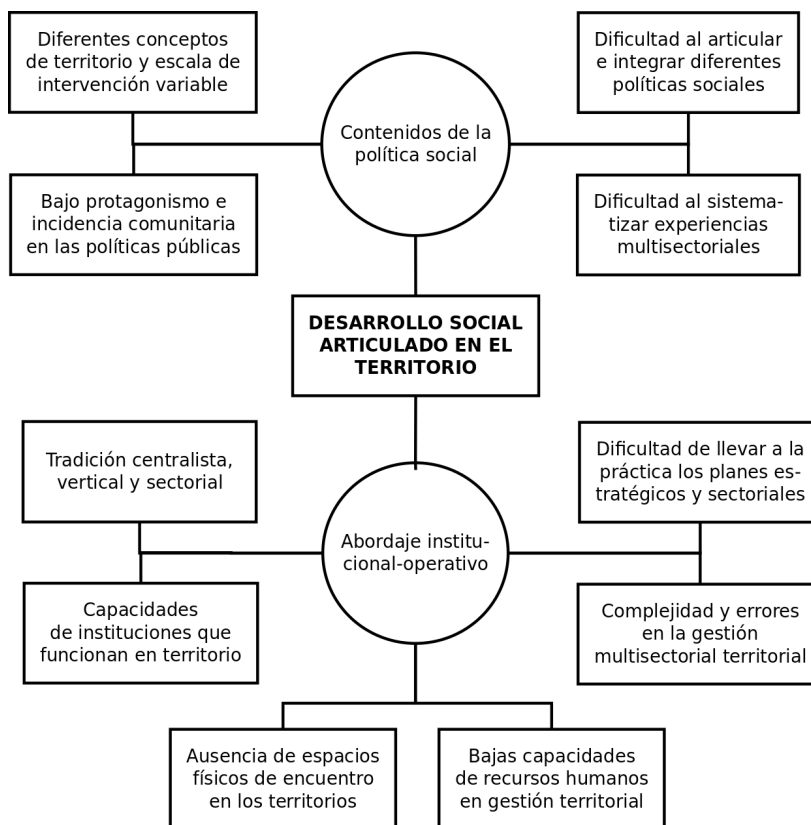 Diferentes conceptos
de territorio y escala de
intervención variable
Dificultad al articular
e integrar diferentes
políticas sociales
Contenidos de la
política social
Bajo protagonismo e
incidencia comunitaria
en las políticas públicas
Dificultad al sistema-
tizar experiencias
multisectoriales
DESARROLLO SOCIAL
ARTICULADO EN EL
TERRITORIO
Tradición centralista,
vertical y sectorial
Dificultad de llevar a la
práctica los planes es-
tratégicos y sectoriales
Abordaje institu-
cional-operativo
Capacidades
de instituciones que
funcionan en territorio
Complejidad y errores
en la gestión
multisectorial territorial
Ausencia de espacios
físicos de encuentro
en los territorios
Bajas capacidades
de recursos humanos
en gestión territorial